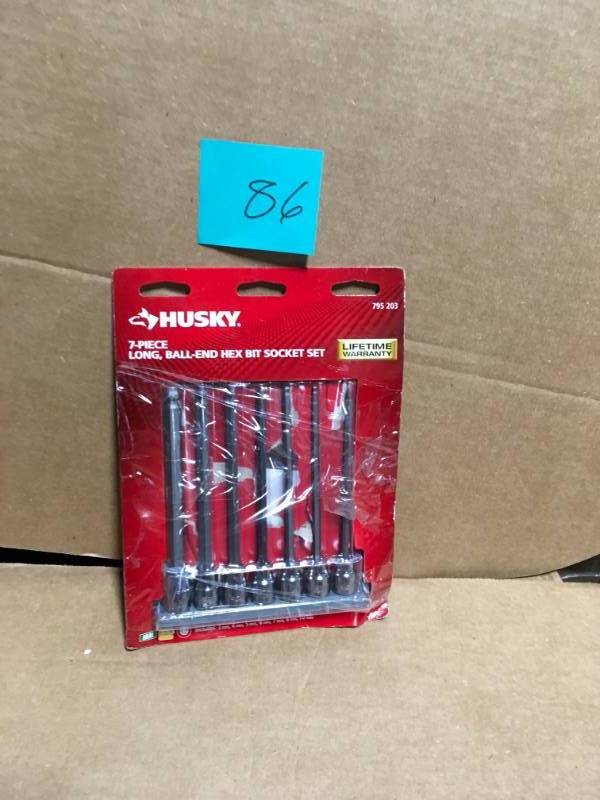 86
HUSKY
795 203
7-PIECE
LONG, BALL-END HEX BIT SOCKET SET
LIFETIME
WARRANTY